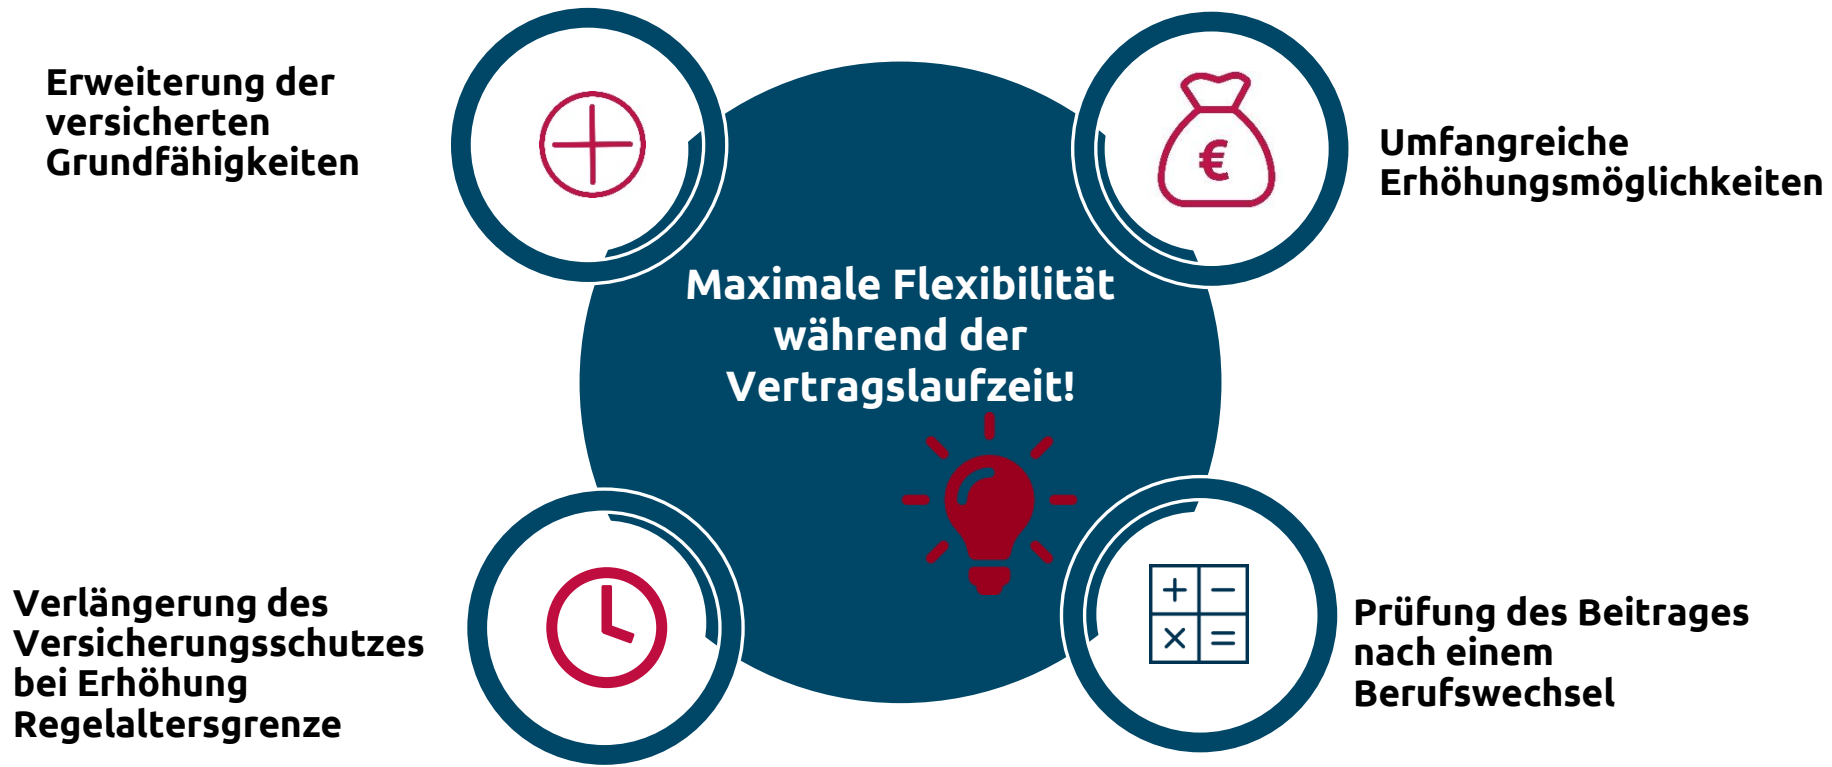 Erweiterung der
versicherten
Grundfähigkeiten
€
Umfangreiche
Erhöhungsmöglichkeiten
Maximale Flexibilität
während der
Vertragslaufzeit!
Verlängerung des
Versicherungsschutzes
bei Erhöhung
Regelaltersgrenze
+ −
× =
Prüfung des Beitrages
nach einem
Berufswechsel